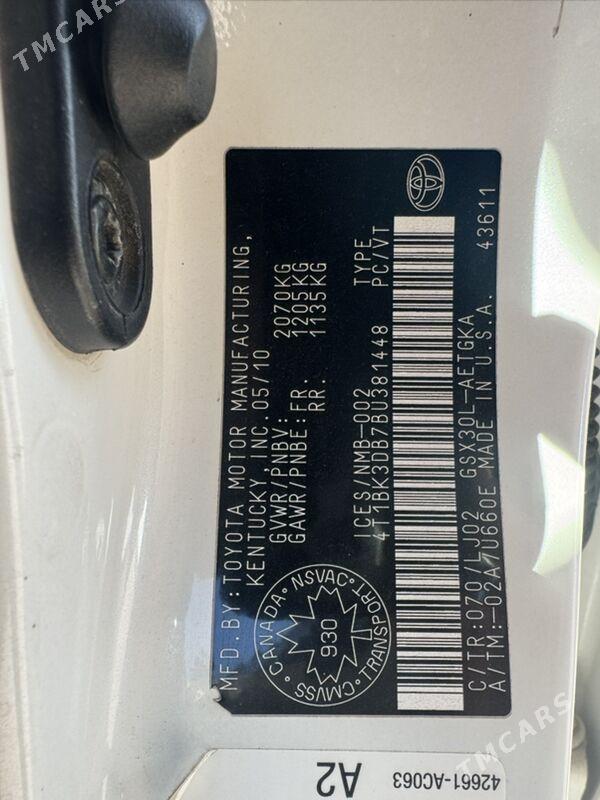 TMCARS
MFD. BY: TOYOTA MOTOR MANUFACTURING,
KENTUCKY, INC. 05/10
GVWR/PNBV: 2070KG
GAWR/PNBE: FR. 1205KG
RR. 1135KG
CANADA · NSVAC · TRANSPORT · CMVSS
930
ICES/NMB-002 TYPE
4T1BK3DB7BU381448 PC/VT
C/TR: 070/LJ02 GSX30L-AETGKA
A/TM: -02A/U660E MADE IN U.S.A. 43611
42661-AC063
A2
TMCARS